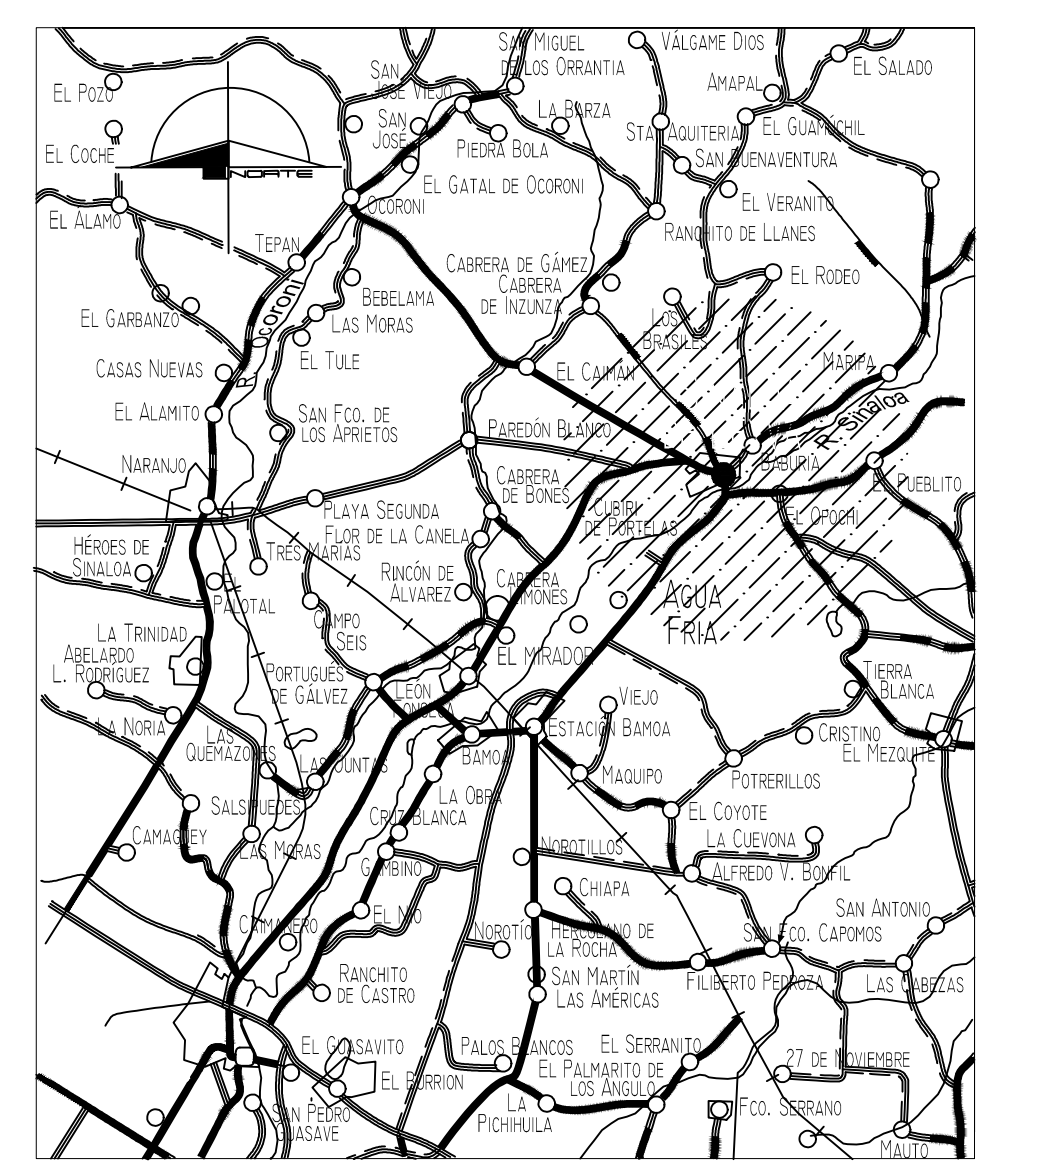 SAN MIGUEL
DE LOS ORRANTIA
VÁLGAME DIOS
EL SALADO
SAN
JOSÉ VIEJO
AMAPAL
EL POZO
LA BARZA
SAN
JOSÉ
STA. AQUITERIA
EL GUAMÚCHIL
EL COCHE
PIEDRA BOLA
SAN BUENAVENTURA
NORTE
EL GATAL DE OCORONI
OCORONI
EL VERANITO
EL ALAMO
RANCHITO DE LLANES
TEPAN
CABRERA DE GÁMEZ
CABRERA
DE INZUNZA
EL RODEO
BEBELAMA
R. Ocoroni
EL GARBANZO
LAS MORAS
LOS
BRASILES
EL TULE
CASAS NUEVAS
EL CAIMAN
MARIPA
EL ALAMITO
SAN FCO. DE
LOS APRIETOS
R. Sinaloa
PAREDÓN BLANCO
NARANJO
BABURIA
CABRERA
DE BONES
EL PUEBLITO
PLAYA SEGUNDA
CUBIRI
DE PORTELAS
EL OPOCHI
FLOR DE LA CANELA
HÉROES DE
SINALOA
TRES MARIAS
RINCÓN DE
ALVAREZ
CABRERA
LIMONES
EL
PALOTAL
AGUA
FRIA
CAMPO
SEIS
LA TRINIDAD
ABELARDO
L. RODRÍGUEZ
EL MIRADOR
PORTUGUÉS
DE GÁLVEZ
TIERRA
BLANCA
LEÓN
FONSECA
VIEJO
LA NORIA
ESTACIÓN BAMOA
CRISTINO
LAS
QUEMAZONES
EL MEZQUITE
BAMOA
LAS JUNTAS
MAQUIPO
POTRERILLOS
LA OBRA
SALSIPUEDES
CRUZ BLANCA
EL COYOTE
CAMAGUEY
LAS MORAS
NOROTILLOS
LA CUEVONA
GAMBINO
ALFREDO V. BONFIL
CHIAPA
EL NIO
SAN ANTONIO
CAIMANERO
NOROTÍO
HERCULANO DE
LA ROCHA
SAN FCO. CAPOMOS
RANCHITO
DE CASTRO
SAN MARTÍN
LAS AMÉRICAS
FILIBERTO PEDROZA
LAS CABEZAS
EL GUASAVITO
PALOS BLANCOS
EL SERRANITO
27 DE NOVIEMBRE
EL BURRION
EL PALMARITO DE
LOS ANGULO
SAN PEDRO
GUASAVE
LA
PICHIHUILA
FCO. SERRANO
MAUTO